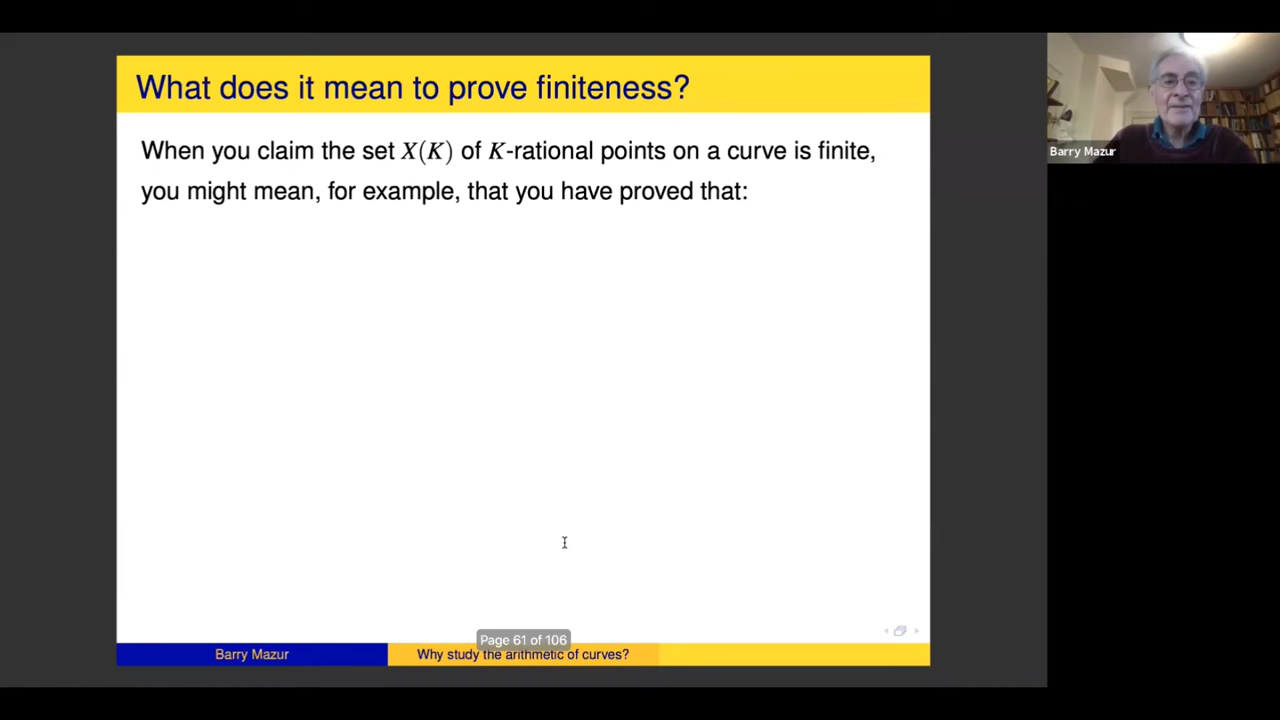 What does it mean to prove finiteness?
When you claim the set X(K) of K-rational points on a curve is finite,
you might mean, for example, that you have proved that:
Barry Mazur
Page 61 of 106
Barry Mazur
Why study the arithmetic of curves?